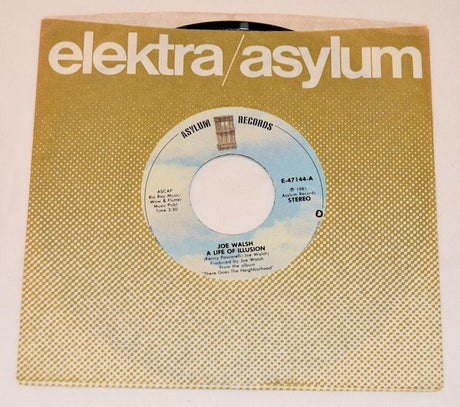 elektra/asylum
ASYLUM RECORDS
ASCAP
Big Ray Music/
Wow & Flutter
Music Publ.
Time 3:30
E-47144-A
℗ 1981
Asylum Records
STEREO
JOE WALSH
A LIFE OF ILLUSION
(Kenny Passarelli/Joe Walsh)
Produced by Joe Walsh
From the album
"There Goes The Neighborhood"